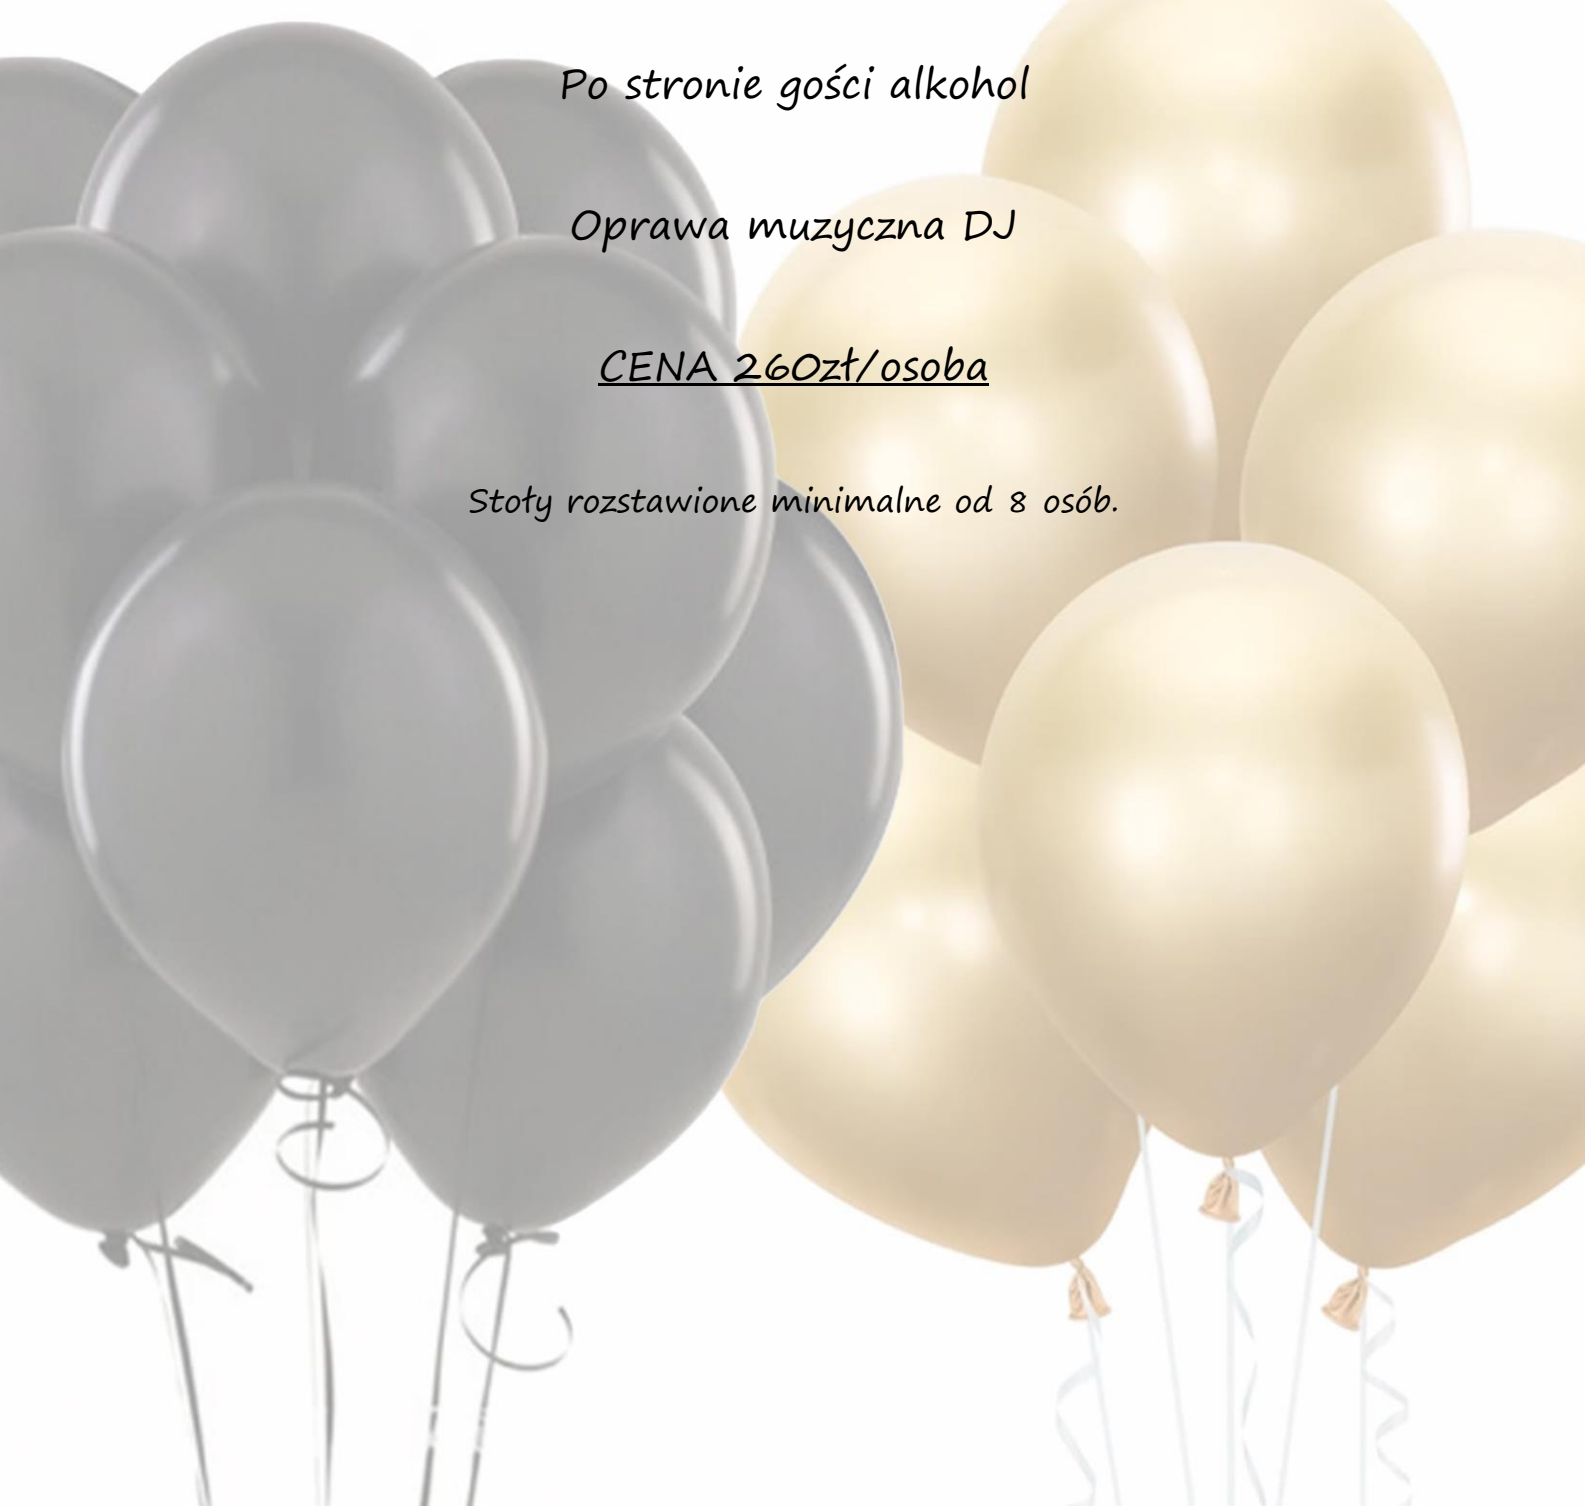 Po stronie gości alkohol
Oprawa muzyczna DJ
CENA 260zł/osoba
Stoły rozstawione minimalne od 8 osób.